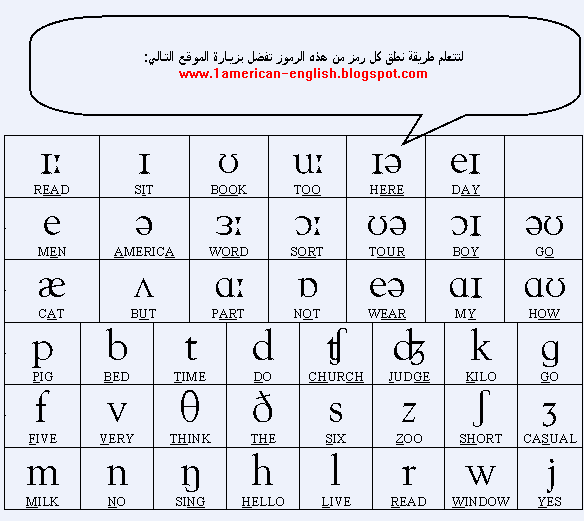 لتتعلم طريقة نطق كل رمز من هذه الرموز تفضل بزيارة الموقع التالي:
www.1american-english.blogspot.com
ɪː ɪ ʊ uː ɪə eɪ
READ SIT BOOK TOO HERE DAY
e ə ɜː ɔː ʊə ɔɪ əʊ
MEN AMERICA WORD SORT TOUR BOY GO
æ ʌ ɑː ɒ eə ɑɪ ɑʊ
CAT BUT PART NOT WEAR MY HOW
p b t d ʧ ʤ k g
PIG BED TIME DO CHURCH JUDGE KILO GO
f v θ ð s z ʃ ʒ
FIVE VERY THINK THE SIX ZOO SHORT CASUAL
m n ŋ h l r w j
MILK NO SING HELLO LIVE READ WINDOW YES